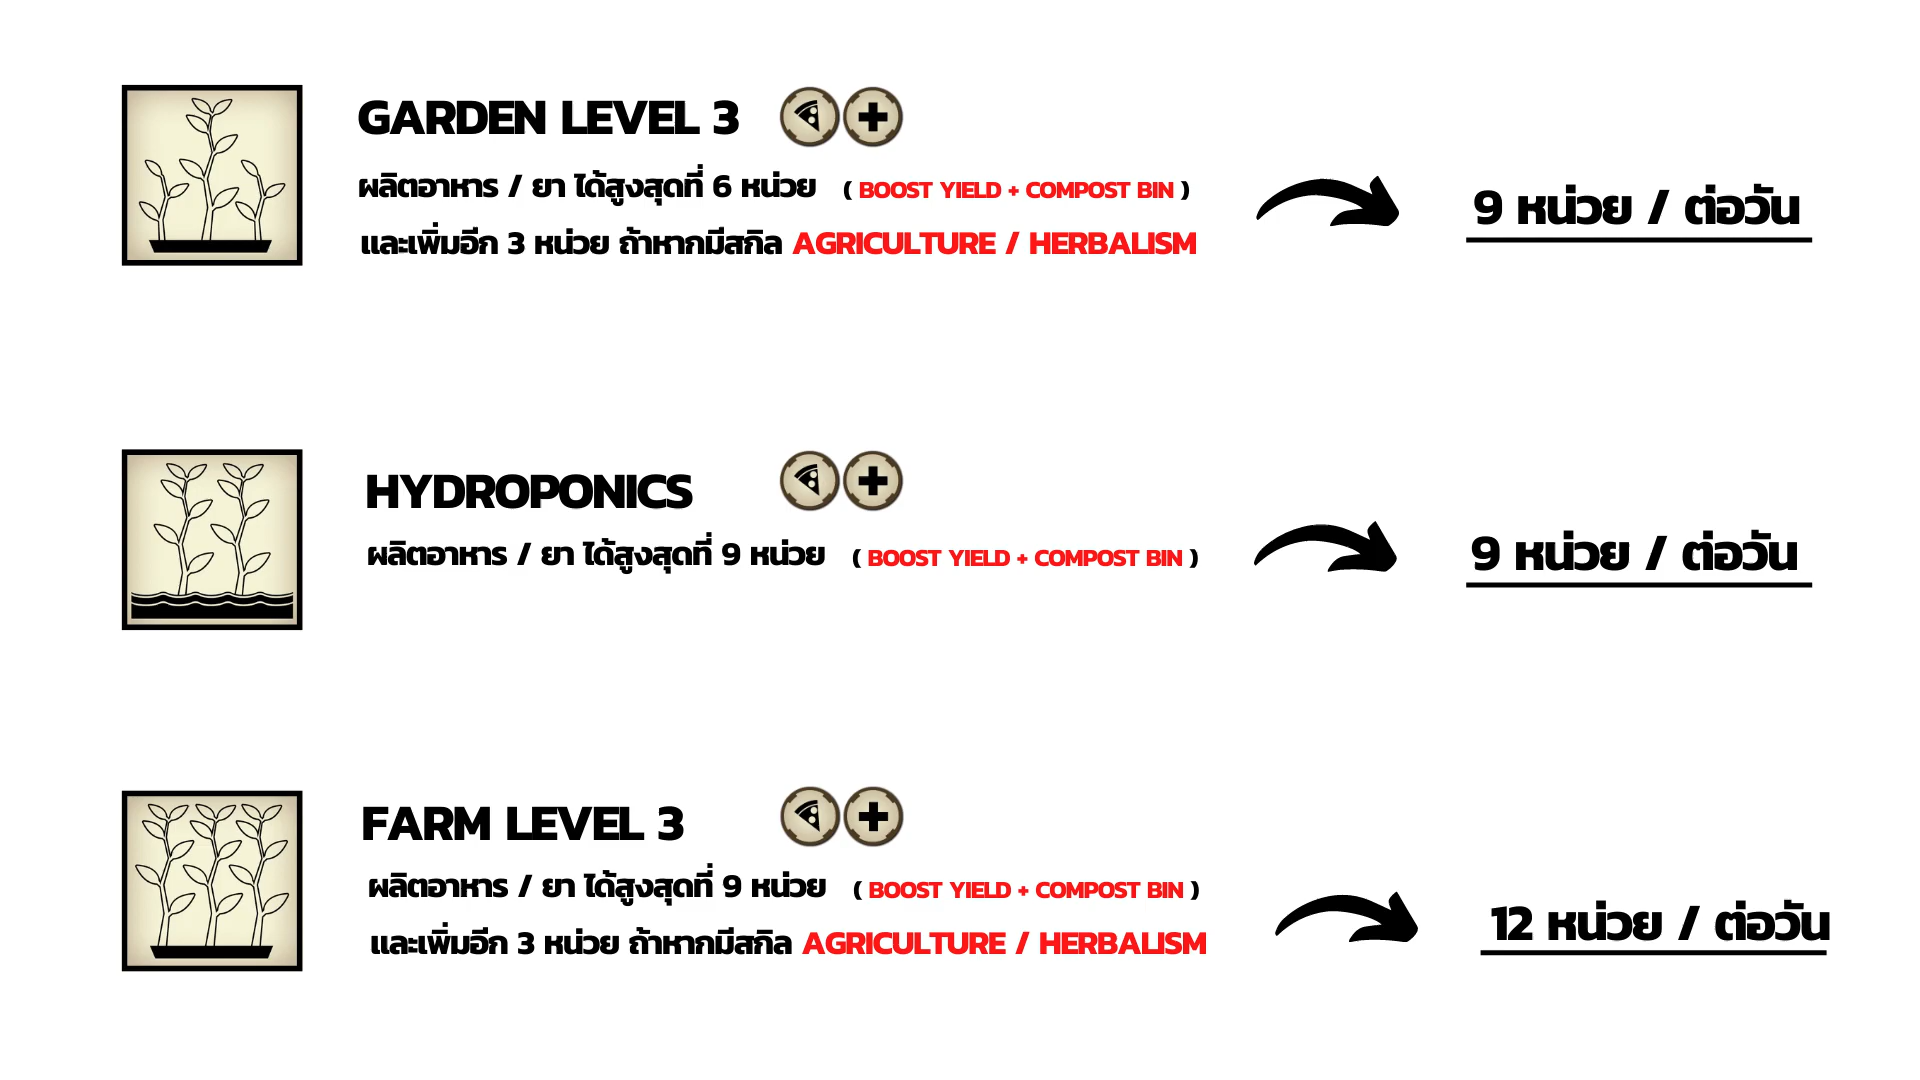 GARDEN LEVEL 3
ผลิตอาหาร / ยา ได้สูงสุดที่ 6 หน่วย ( BOOST YIELD + COMPOST BIN )
และเพิ่มอีก 3 หน่วย ถ้าหากมีสกิล AGRICULTURE / HERBALISM
9 หน่วย / ต่อวัน
HYDROPONICS
ผลิตอาหาร / ยา ได้สูงสุดที่ 9 หน่วย ( BOOST YIELD + COMPOST BIN )
9 หน่วย / ต่อวัน
FARM LEVEL 3
ผลิตอาหาร / ยา ได้สูงสุดที่ 9 หน่วย ( BOOST YIELD + COMPOST BIN )
และเพิ่มอีก 3 หน่วย ถ้าหากมีสกิล AGRICULTURE / HERBALISM
12 หน่วย / ต่อวัน